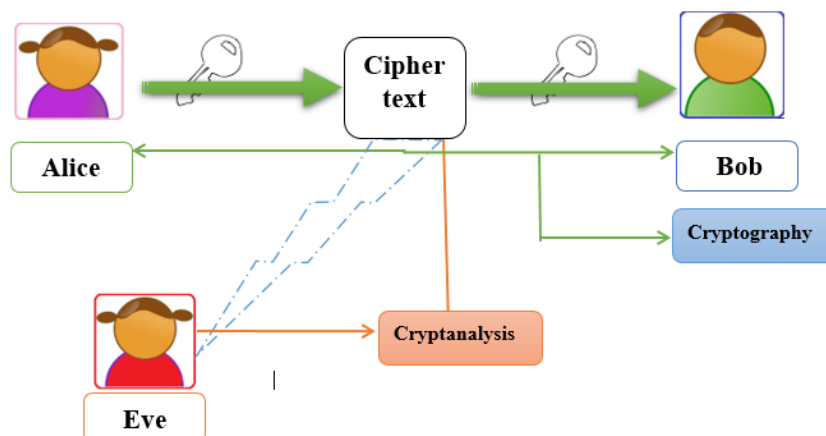 Cipher
text
Alice
Bob
Cryptography
Cryptanalysis
Eve